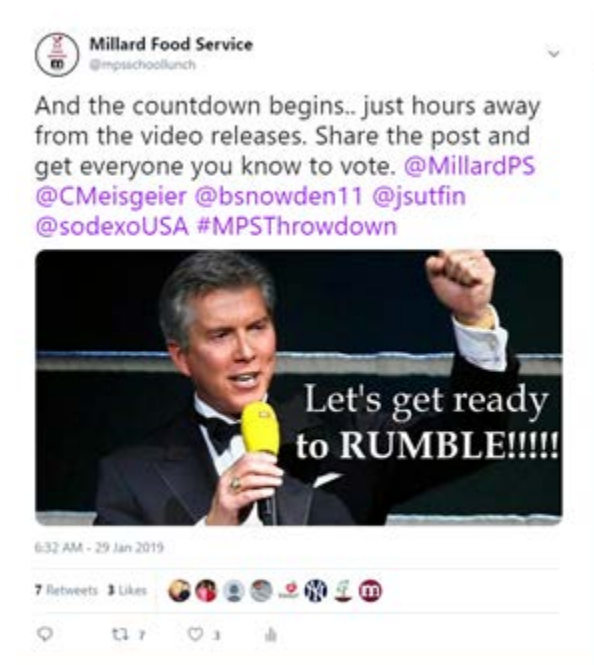 Millard Food Service
@mpsschoollunch
And the countdown begins.. just hours away
from the video releases. Share the post and
get everyone you know to vote. @MillardPS
@CMeisgeier @bsnowden11 @jsutfin
@sodexoUSA #MPSThrowdown
Let's get ready
to RUMBLE!!!!!
6:32 AM - 29 Jan 2019
7 Retweets 3 Likes
7 3